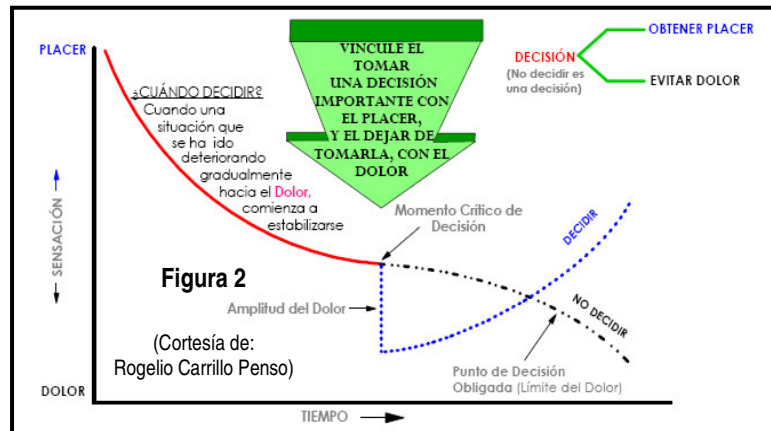 PLACER
¿CUÁNDO DECIDIR?
Cuando una
situación que
se ha ido
deteriorando
gradualmente
hacia el Dolor,
comienza a
estabilizarse
VINCULE EL
TOMAR
UNA DECISIÓN
IMPORTANTE CON
EL PLACER,
Y EL DEJAR DE
TOMARLA, CON EL
DOLOR
DECISIÓN
(No decidir es
una decisión)
OBTENER PLACER
EVITAR DOLOR
SENSACIÓN
Momento Crítico de
Decisión
DECIDIR
Figura 2
Amplitud del Dolor
NO DECIDIR
(Cortesía de:
Rogelio Carrillo Penso)
Punto de Decisión
Obligada (Límite del Dolor)
DOLOR
TIEMPO